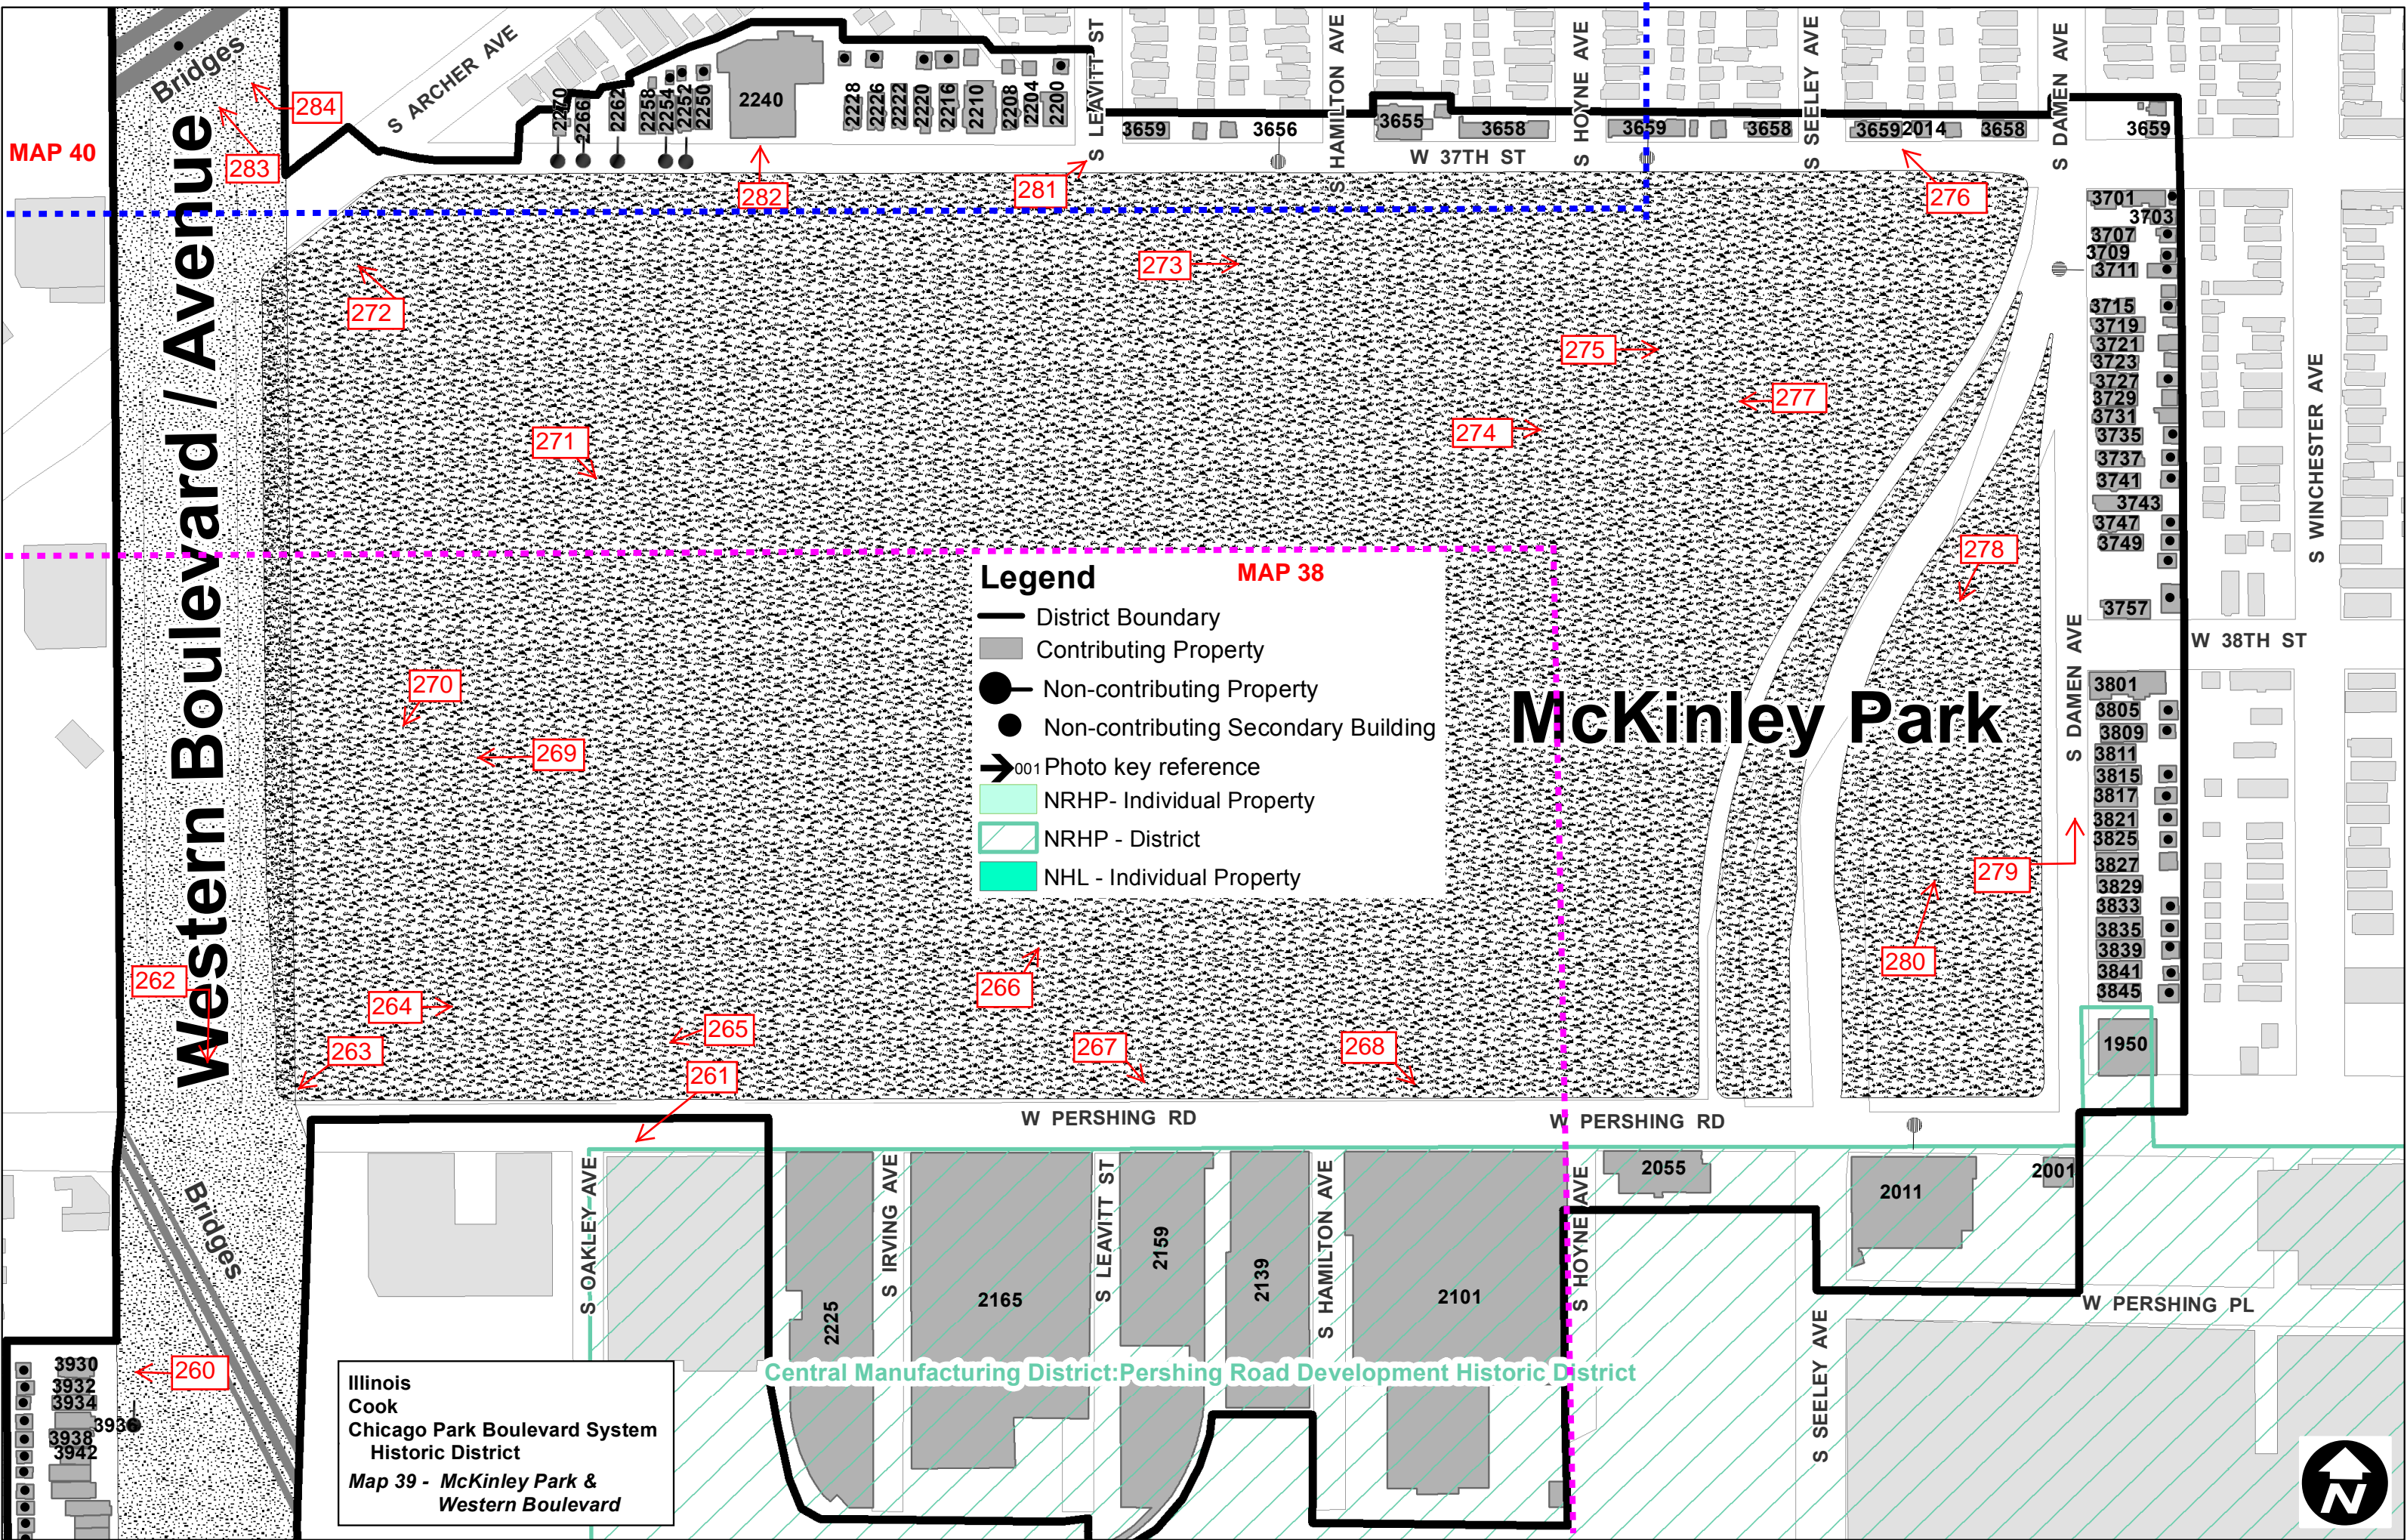 Bridges
S ARCHER AVE
284
283
MAP 40
Western Boulevard / Avenue
2270
2266
2262
2258
2254
2252
2250
2240
2228
2226
2222
2220
2216
2210
2208
2204
2200
S LEAVITT ST
3659
3656
S HAMILTON AVE
3655
3658
W 37TH ST
S HOYNE AVE
3659
3658
S SEELEY AVE
3659
2014
3658
S DAMEN AVE
3659
282
281
276
272
273
275
277
274
271
278
270
269
3701
3703
3707
3709
3711
3715
3719
3721
3723
3727
3729
3731
3735
3737
3741
3743
3747
3749
3757
S WINCHESTER AVE
W 38TH ST
Legend
MAP 38
District Boundary
Contributing Property
Non-contributing Property
Non-contributing Secondary Building
001 Photo key reference
NRHP- Individual Property
NRHP - District
NHL - Individual Property
McKinley Park
S DAMEN AVE
3801
3805
3809
3811
3815
3817
3821
3825
3827
3829
3833
3835
3839
3841
3845
1950
279
280
262
264
263
265
261
266
267
268
W PERSHING RD
W PERSHING RD
Bridges
S OAKLEY AVE
2225
S IRVING AVE
2165
S LEAVITT ST
2159
2139
S HAMILTON AVE
2101
S HOYNE AVE
2055
2011
2001
W PERSHING PL
S SEELEY AVE
Central Manufacturing District:Pershing Road Development Historic District
260
3930
3932
3934
3936
3938
3942
Illinois
Cook
Chicago Park Boulevard System
Historic District
Map 39 - McKinley Park &
Western Boulevard
N